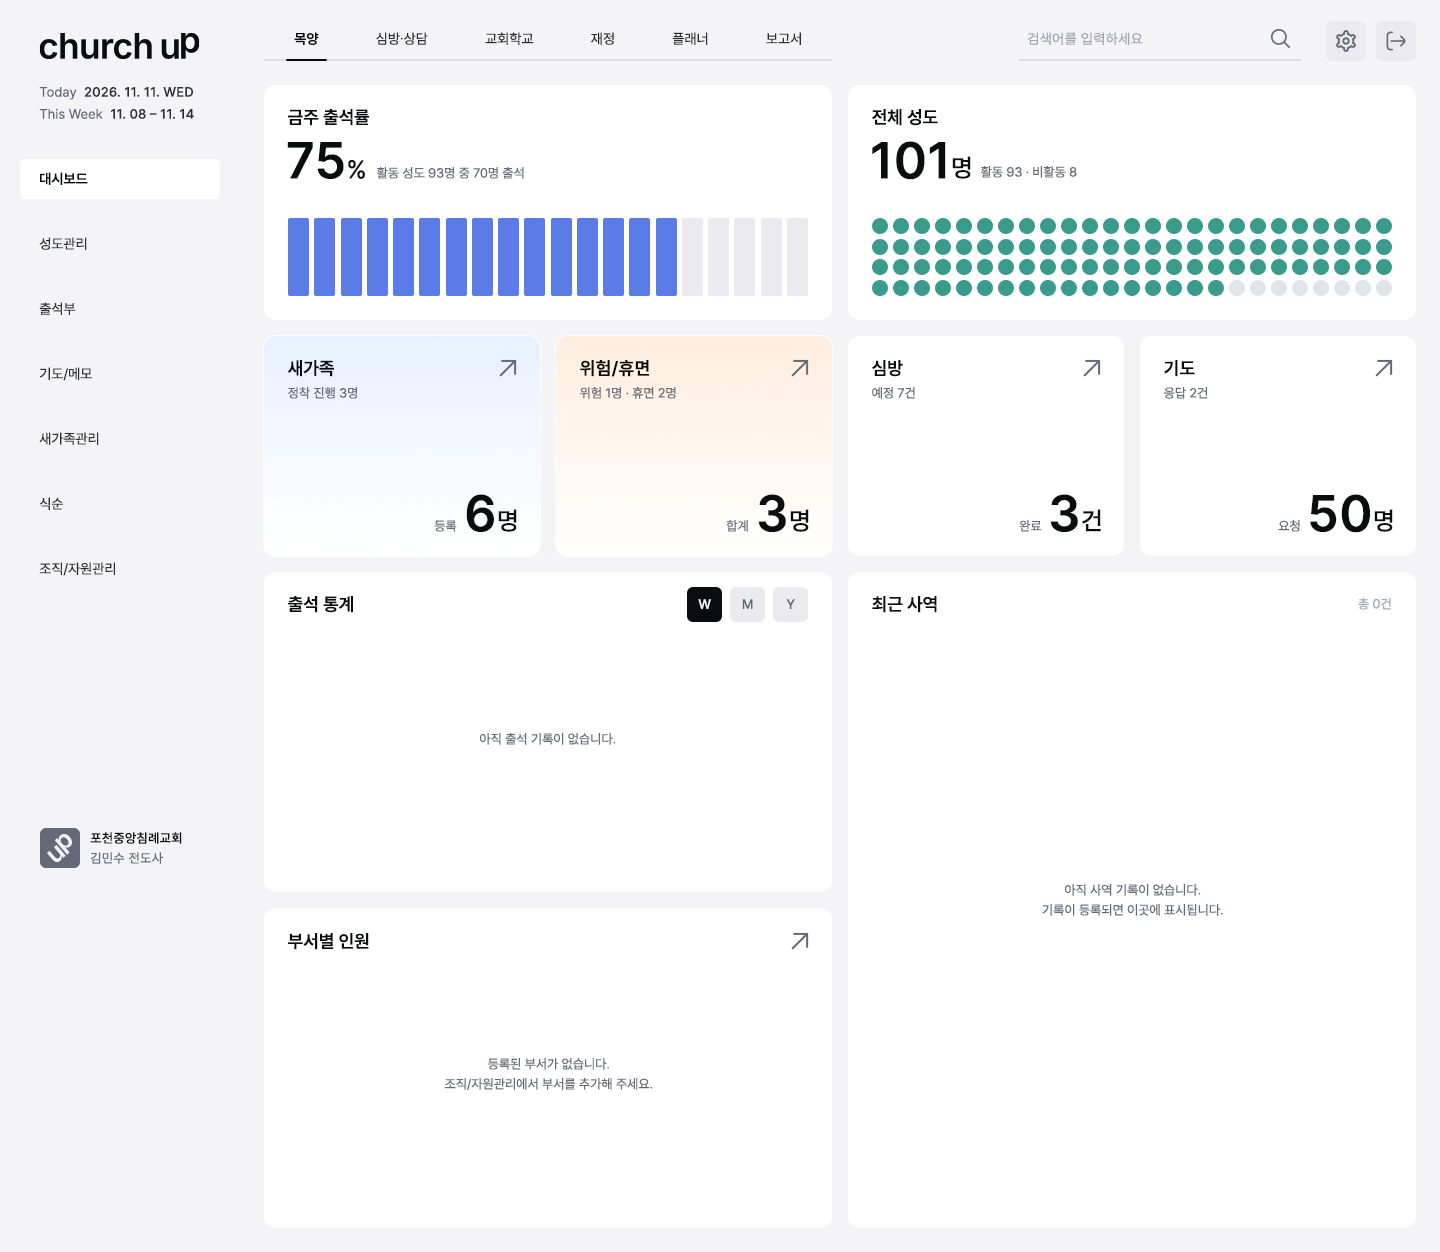 church up
Today 2026. 11. 11. WED
This Week 11. 08 – 11. 14
대시보드
성도관리
출석부
기도/메모
새가족관리
식순
조직/자원관리
up
포천중앙침례교회
김민수 전도사
목양
심방·상담
교회학교
재정
플래너
보고서
검색어를 입력하세요
금주 출석률
75% 활동 성도 93명 중 70명 출석
전체 성도
101명 활동 93 · 비활동 8
새가족
정착 진행 3명
등록 6명
위험/휴면
위험 1명 · 휴면 2명
합계 3명
심방
예정 7건
완료 3건
기도
응답 2건
요청 50명
출석 통계
W
M
Y
아직 출석 기록이 없습니다.
최근 사역
총 0건
아직 사역 기록이 없습니다.
기록이 등록되면 이곳에 표시됩니다.
부서별 인원
등록된 부서가 없습니다.
조직/자원관리에서 부서를 추가해 주세요.